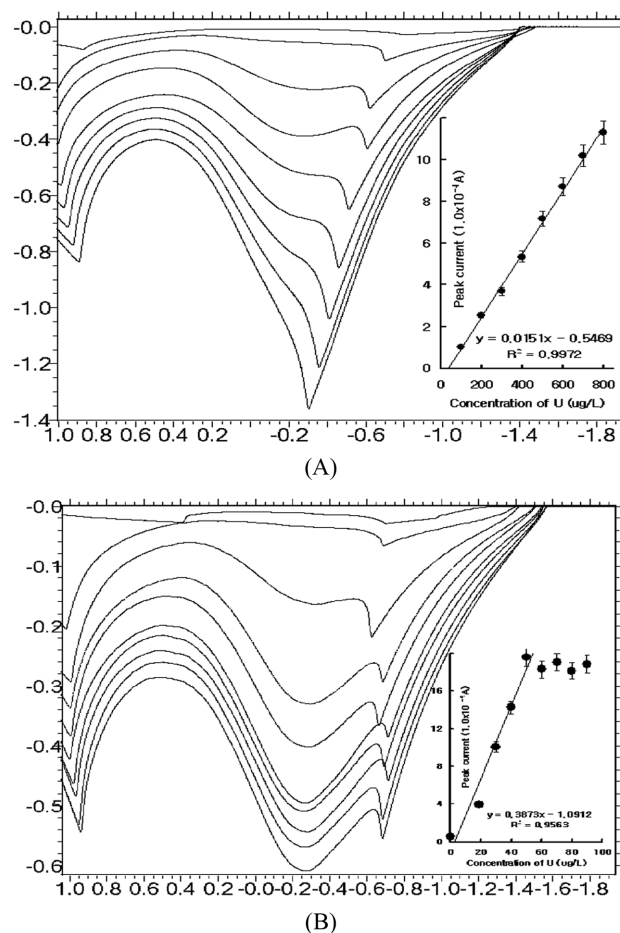 -0.0
-0.2
-0.4
-0.6
-0.8
-1.0
-1.2
-1.4
10
8
6
4
2
0
Peak current (1.0x10⁻⁴A)
y = 0.0151x - 0.5469
R² = 0.9972
200 400 600 800
Concentration of U (ug/L)
1.0 0.8 0.6 0.4 0.2 -0.2 -0.6 -1.0 -1.4 -1.8
(A)
-0.0
-0.1
-0.2
-0.3
-0.4
-0.5
-0.6
16
12
8
4
0
Peak current (1.0x10⁻⁴A)
y = 0.3873x - 1.0912
R² = 0.9563
0 20 40 60 80 100
Concentration of U (ug/L)
1.0 0.8 0.6 0.4 0.2 -0.0 -0.2 -0.4 -0.6 -0.8 -1.0 -1.2 -1.4 -1.6 -1.8
(B)